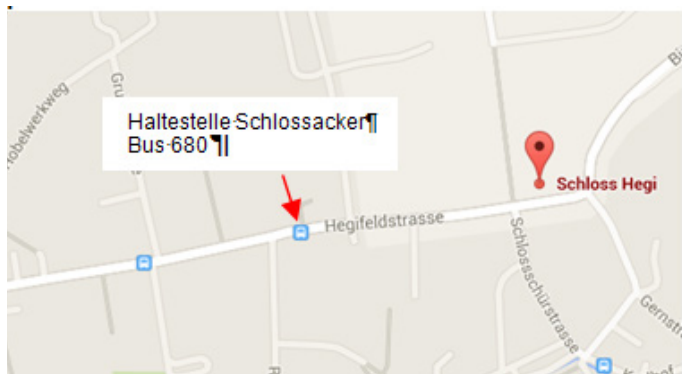 Hobelwerkweg
Haltestelle·Schlossacker¶
Bus·680·¶
Schloss Hegi
Hegifeldstrasse
Schlossschürstrasse